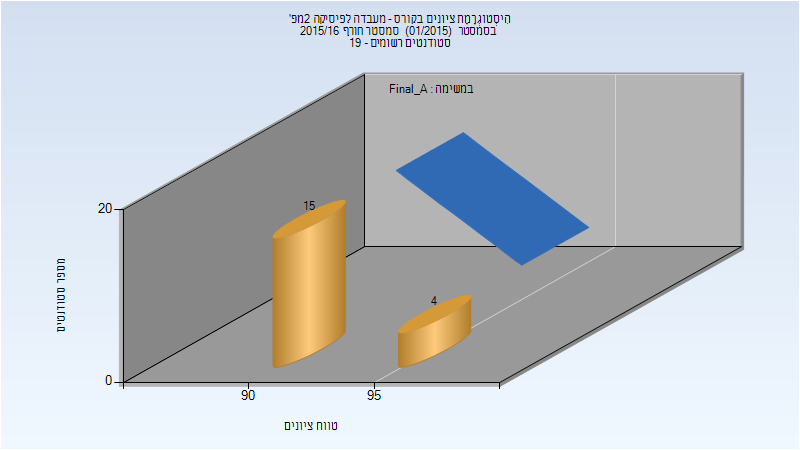 היסטוגרמת ציונים בקורס - מעבדה לפיסיקה 2מפ'
בסמסטר (01/2015) סמסטר חורף 2015/16
סטודנטים רשומים - 19
במשימה : Final_A
20
15
4
מספר סטודנטים
0
90
95
טווח ציונים